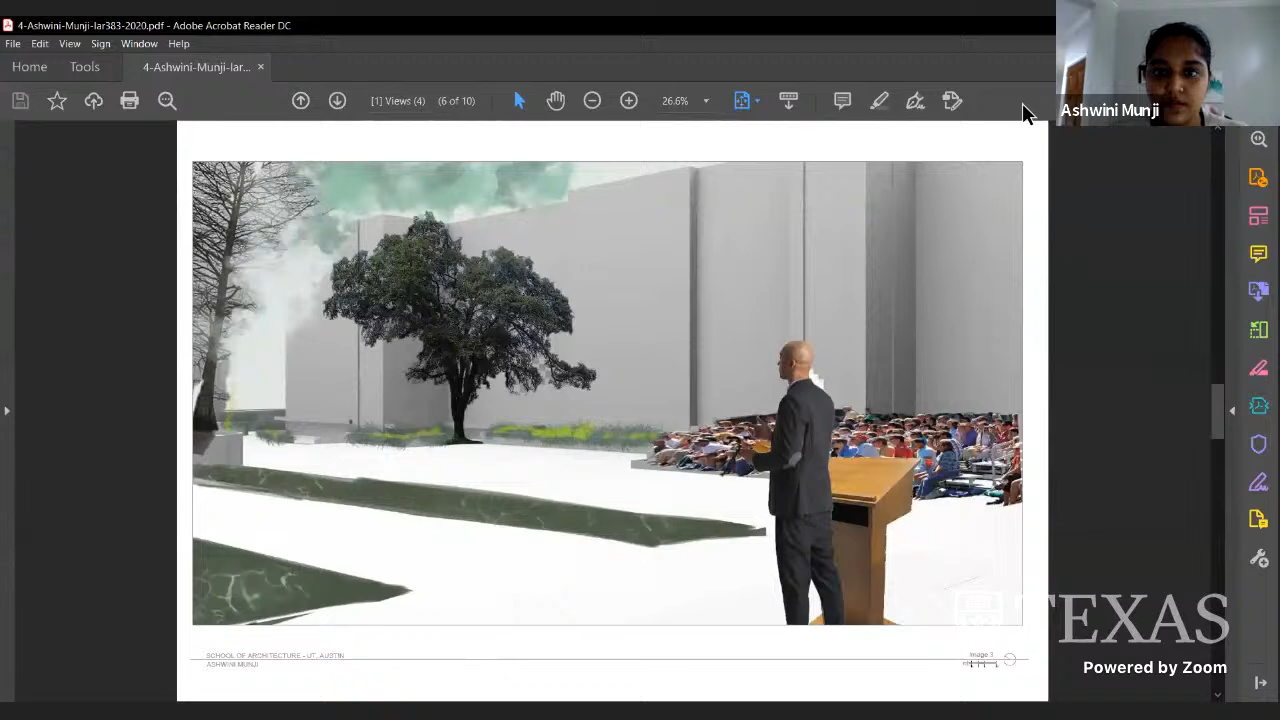 4-Ashwini-Munji-lar383-2020.pdf - Adobe Acrobat Reader DC
File Edit View Sign Window Help
Home Tools 4-Ashwini-Munji-lar... ×
[1] Views (4) (6 of 10) 26.6%
Ashwini Munji
TEXAS
Powered by Zoom
SCHOOL OF ARCHITECTURE - UT, AUSTIN
ASHWINI MUNJI
Image 3